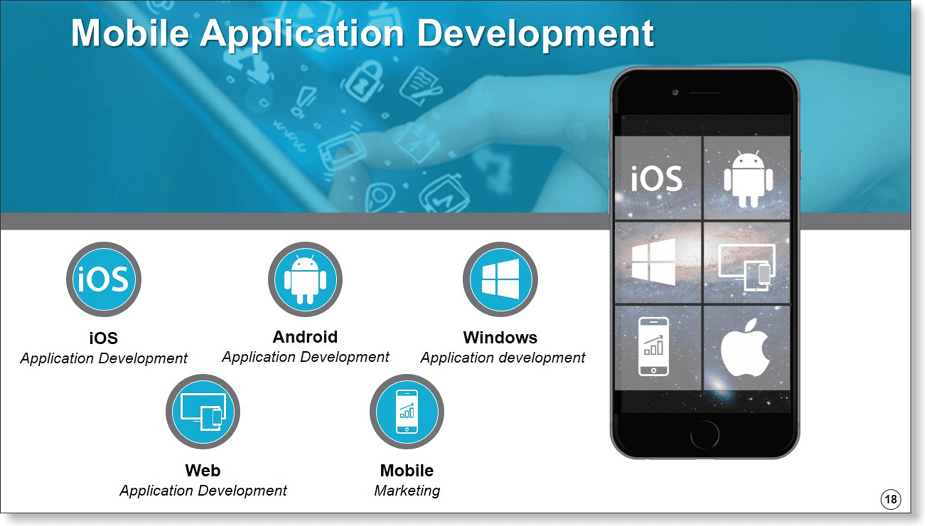 Mobile Application Development
iOS
iOS
iOS
Application Development
Android
Application Development
Windows
Application development
Web
Application Development
Mobile
Marketing
18